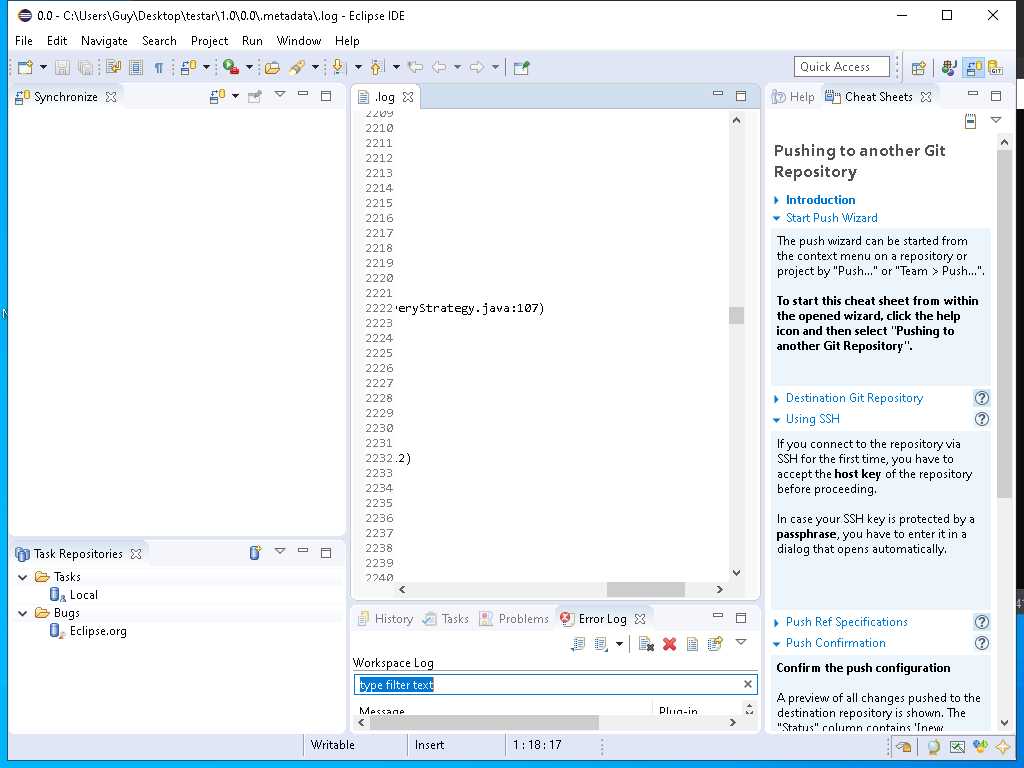 0.0 - C:\Users\Guy\Desktop\testar\1.0\0.0\.metadata\.log - Eclipse IDE
File Edit Navigate Search Project Run Window Help
Quick Access
Synchronize
.log
2209
2210
2211
2212
2213
2214
2215
2216
2217
2218
2219
2220
2221
2222 eryStrategy.java:107)
2223
2224
2225
2226
2227
2228
2229
2230
2231
2232 .2)
2233
2234
2235
2236
2237
2238
2239
2240
Help Cheat Sheets
Pushing to another Git
Repository
Introduction
Start Push Wizard
The push wizard can be started from
the context menu on a repository or
project by "Push..." or "Team > Push...".
To start this cheat sheet from within
the opened wizard, click the help
icon and then select "Pushing to
another Git Repository".
Destination Git Repository
Using SSH
If you connect to the repository via
SSH for the first time, you have to
accept the host key of the repository
before proceeding.
In case your SSH key is protected by a
passphrase, you have to enter it in a
dialog that opens automatically.
Push Ref Specifications
Push Confirmation
Confirm the push configuration
A preview of all changes pushed to the
destination repository is shown. The
"Status" column contains '[new
Task Repositories
Tasks
Local
Bugs
Eclipse.org
History Tasks Problems Error Log
Workspace Log
type filter text
Message Plug-in
Writable Insert 1 : 18 : 17